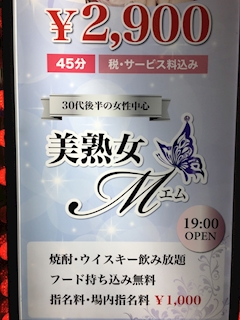 ¥2,900
45分 税・サービス料込み
30代後半の女性中心
美熟女
M エム
19:00
OPEN
焼酎・ウイスキー飲み放題
フード持ち込み無料
指名料・場内指名料 ¥1,000